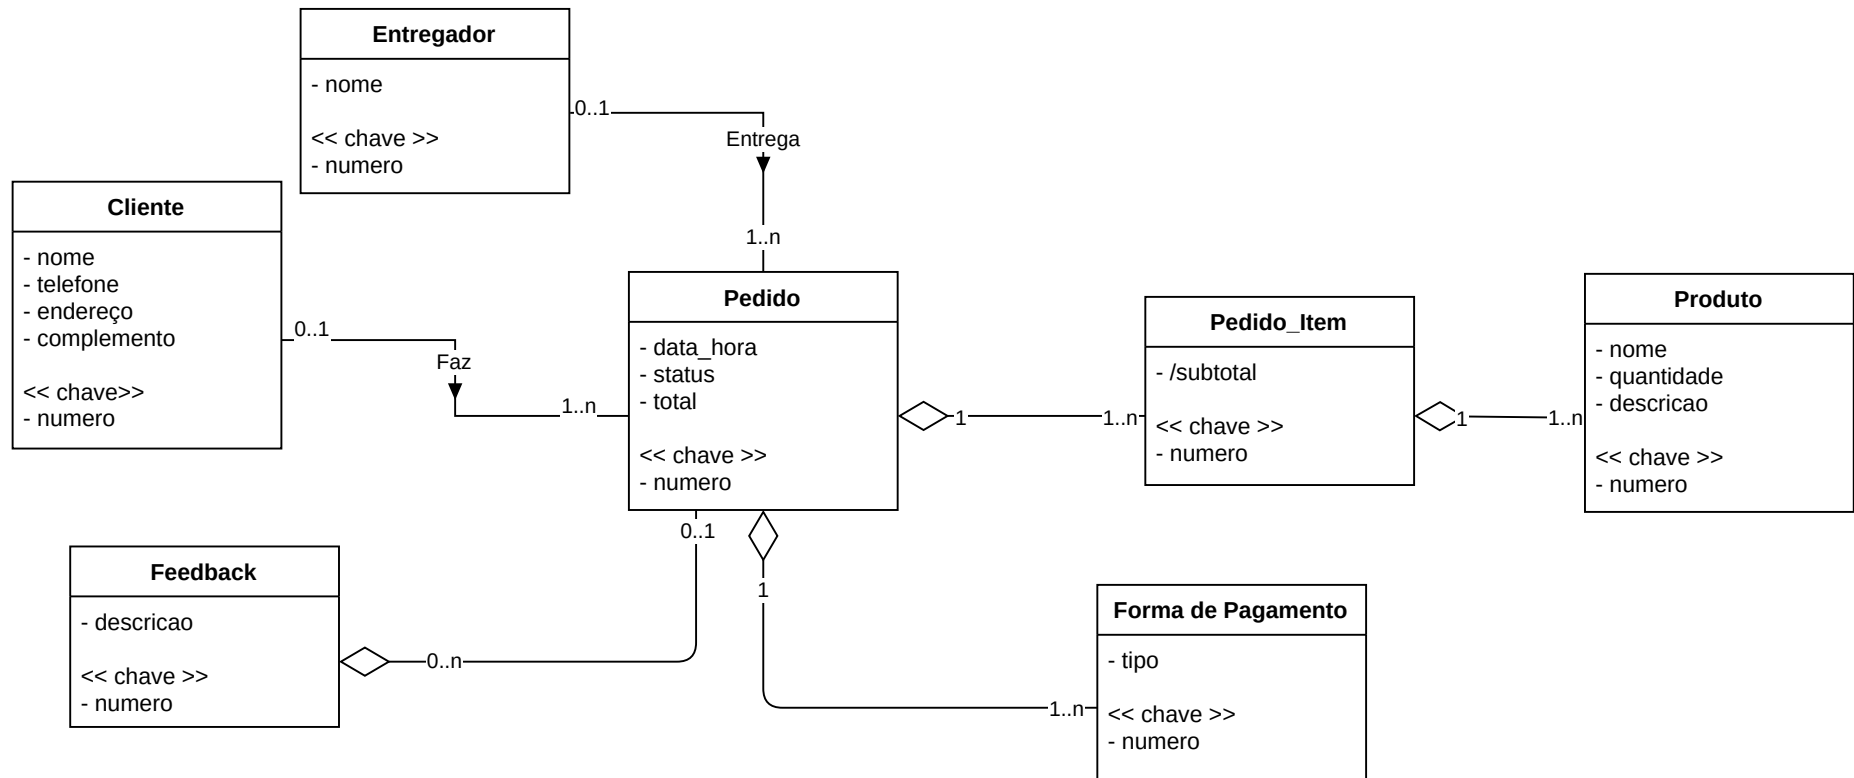 Entregador
- nome
<< chave >>
- numero
0..1
Entrega
1..n
Cliente
- nome
- telefone
- endereço
- complemento
<< chave>>
- numero
0..1
Faz
1..n
Pedido
- data_hora
- status
- total
<< chave >>
- numero
1
1..n
Pedido_Item
- /subtotal
<< chave >>
- numero
1
1..n
Produto
- nome
- quantidade
- descricao
<< chave >>
- numero
0..1
0..n
Feedback
- descricao
<< chave >>
- numero
1
1..n
Forma de Pagamento
- tipo
<< chave >>
- numero